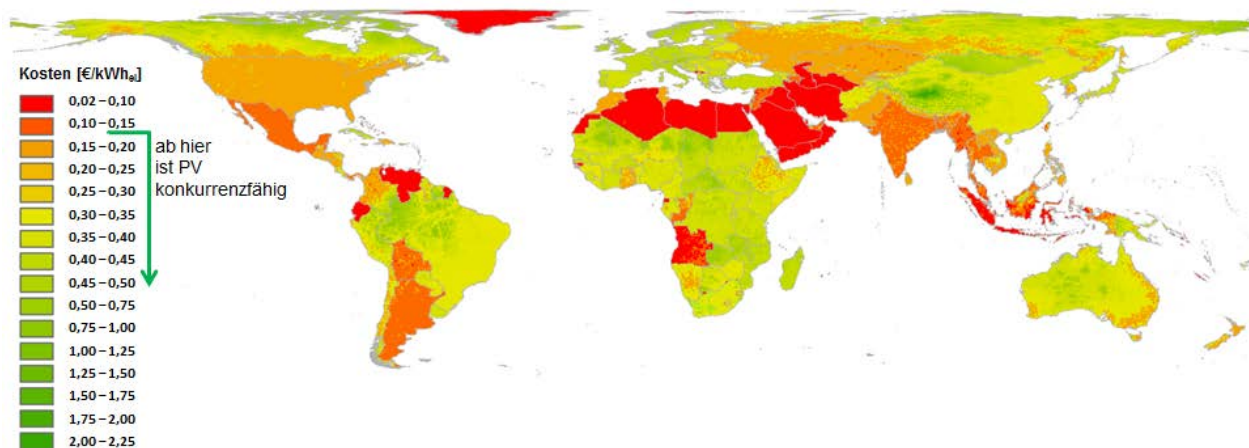 Kosten [€/kWhel]
0,02 – 0,10
0,10 – 0,15
0,15 – 0,20
0,20 – 0,25
0,25 – 0,30
0,30 – 0,35
0,35 – 0,40
0,40 – 0,45
0,45 – 0,50
0,50 – 0,75
0,75 – 1,00
1,00 – 1,25
1,25 – 1,50
1,50 – 1,75
1,75 – 2,00
2,00 – 2,25
ab hier
ist PV
konkurrenzfähig